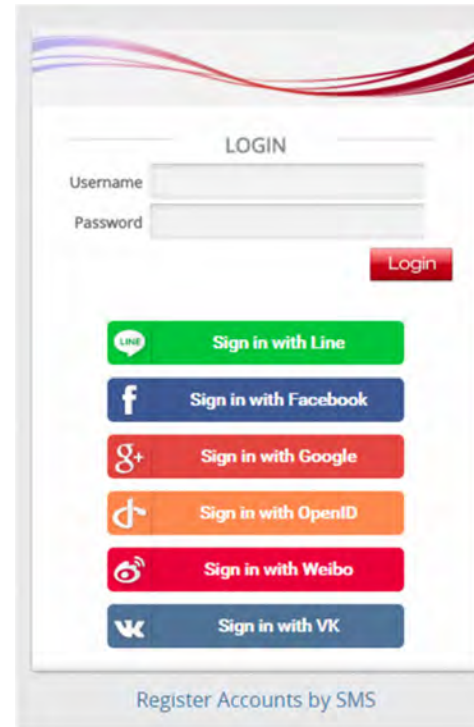 LOGIN
Username
Password
Login
LINE
Sign in with Line
f
Sign in with Facebook
g+
Sign in with Google
Sign in with OpenID
Sign in with Weibo
Sign in with VK
Register Accounts by SMS